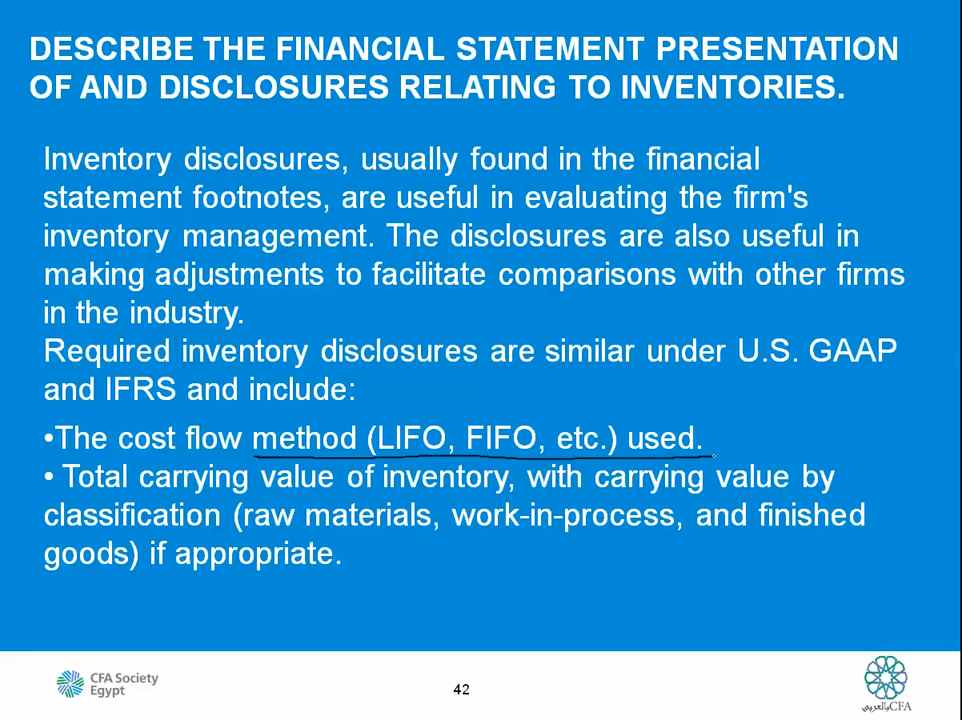 DESCRIBE THE FINANCIAL STATEMENT PRESENTATION
OF AND DISCLOSURES RELATING TO INVENTORIES.
Inventory disclosures, usually found in the financial
statement footnotes, are useful in evaluating the firm's
inventory management. The disclosures are also useful in
making adjustments to facilitate comparisons with other firms
in the industry.
Required inventory disclosures are similar under U.S. GAAP
and IFRS and include:
•The cost flow method (LIFO, FIFO, etc.) used.
• Total carrying value of inventory, with carrying value by
classification (raw materials, work-in-process, and finished
goods) if appropriate.
CFA Society
Egypt
42
CFAبالعربي